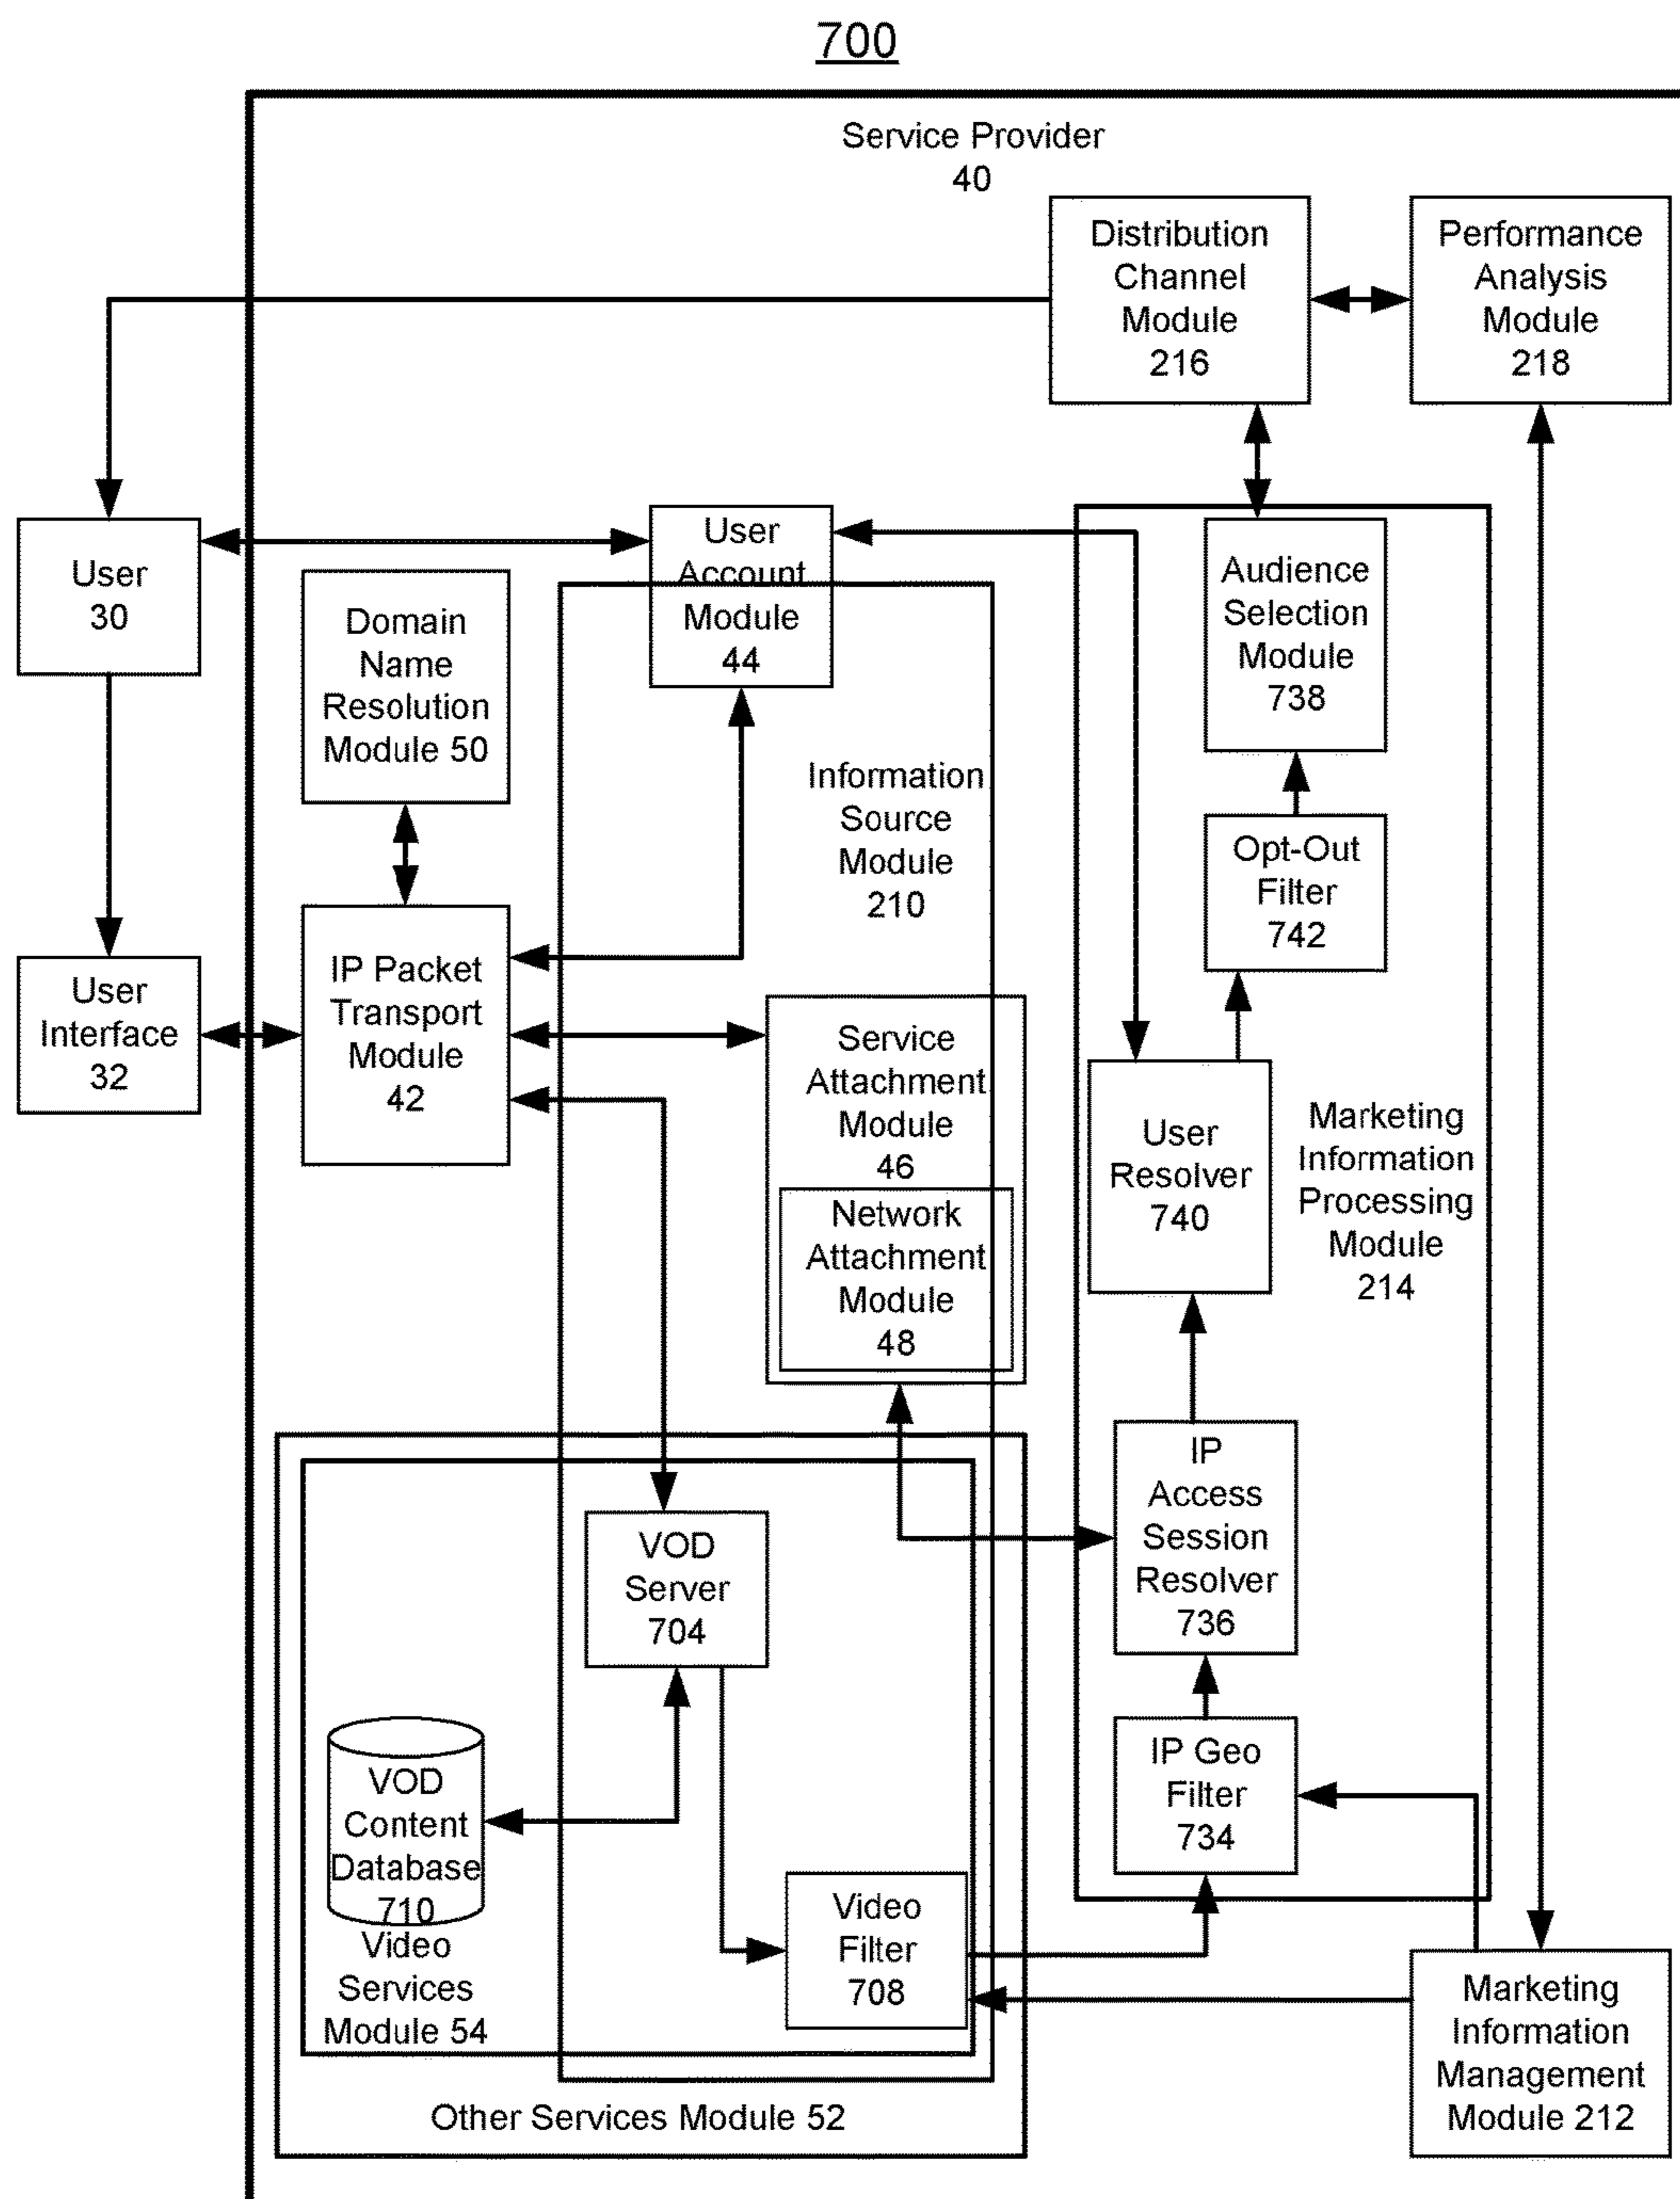 700
Service Provider
40
Distribution
Channel
Module
216
Performance
Analysis
Module
218
User
30
User
Account
Module
44
Domain
Name
Resolution
Module 50
Audience
Selection
Module
738
Information
Source
Module
210
Opt-Out
Filter
742
User
Interface
32
IP Packet
Transport
Module
42
Service
Attachment
Module
46
Network
Attachment
Module
48
User
Resolver
740
Marketing
Information
Processing
Module
214
IP
Access
Session
Resolver
736
VOD
Server
704
IP Geo
Filter
734
VOD
Content
Database
710
Video
Services
Module 54
Video
Filter
708
Marketing
Information
Management
Module 212
Other Services Module 52